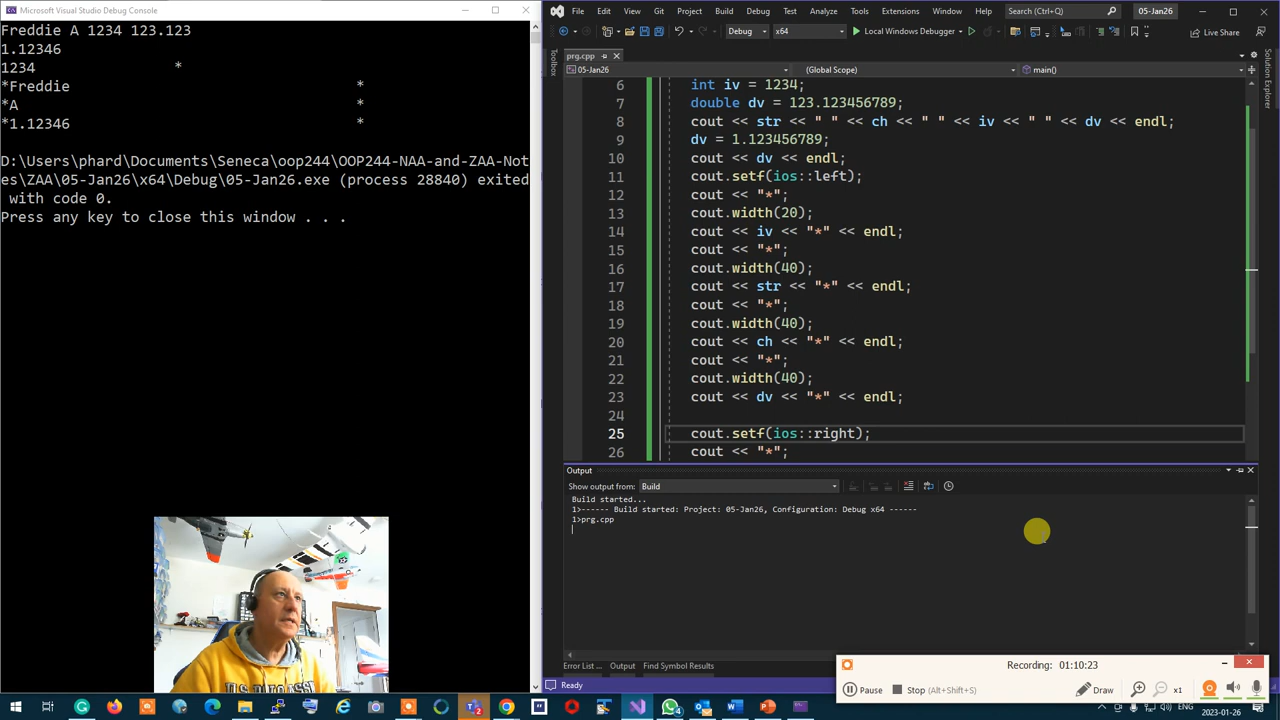 Microsoft Visual Studio Debug Console
Freddie A 1234 123.123
1.12346
1234 *
*Freddie *
*A *
*1.12346 *
D:\Users\phard\Documents\Seneca\oop244\OOP244-NAA-and-ZAA-Not
es\ZAA\05-Jan26\x64\Debug\05-Jan26.exe (process 28840) exited
with code 0.
Press any key to close this window . . .
File Edit View Git Project Build Debug Test Analyze Tools Extensions Window Help Search (Ctrl+Q) 05-Jan26
Debug x64 Local Windows Debugger Live Share
Toolbox
prg.cpp
05-Jan26 (Global Scope) main()
Solution Explorer
6 int iv = 1234;
7 double dv = 123.123456789;
8 cout << str << " " << ch << " " << iv << " " << dv << endl;
9 dv = 1.123456789;
10 cout << dv << endl;
11 cout.setf(ios::left);
12 cout << "*";
13 cout.width(20);
14 cout << iv << "*" << endl;
15 cout << "*";
16 cout.width(40);
17 cout << str << "*" << endl;
18 cout << "*";
19 cout.width(40);
20 cout << ch << "*" << endl;
21 cout << "*";
22 cout.width(40);
23 cout << dv << "*" << endl;
24
25 cout.setf(ios::right);
26 cout << "*";
Output
Show output from: Build
Build started...
1>------ Build started: Project: 05-Jan26, Configuration: Debug x64 ------
1>prg.cpp
Error List ... Output Find Symbol Results
Ready
Recording: 01:10:23
Pause Stop (Alt+Shift+S) Draw x1
ENG
2023-01-26